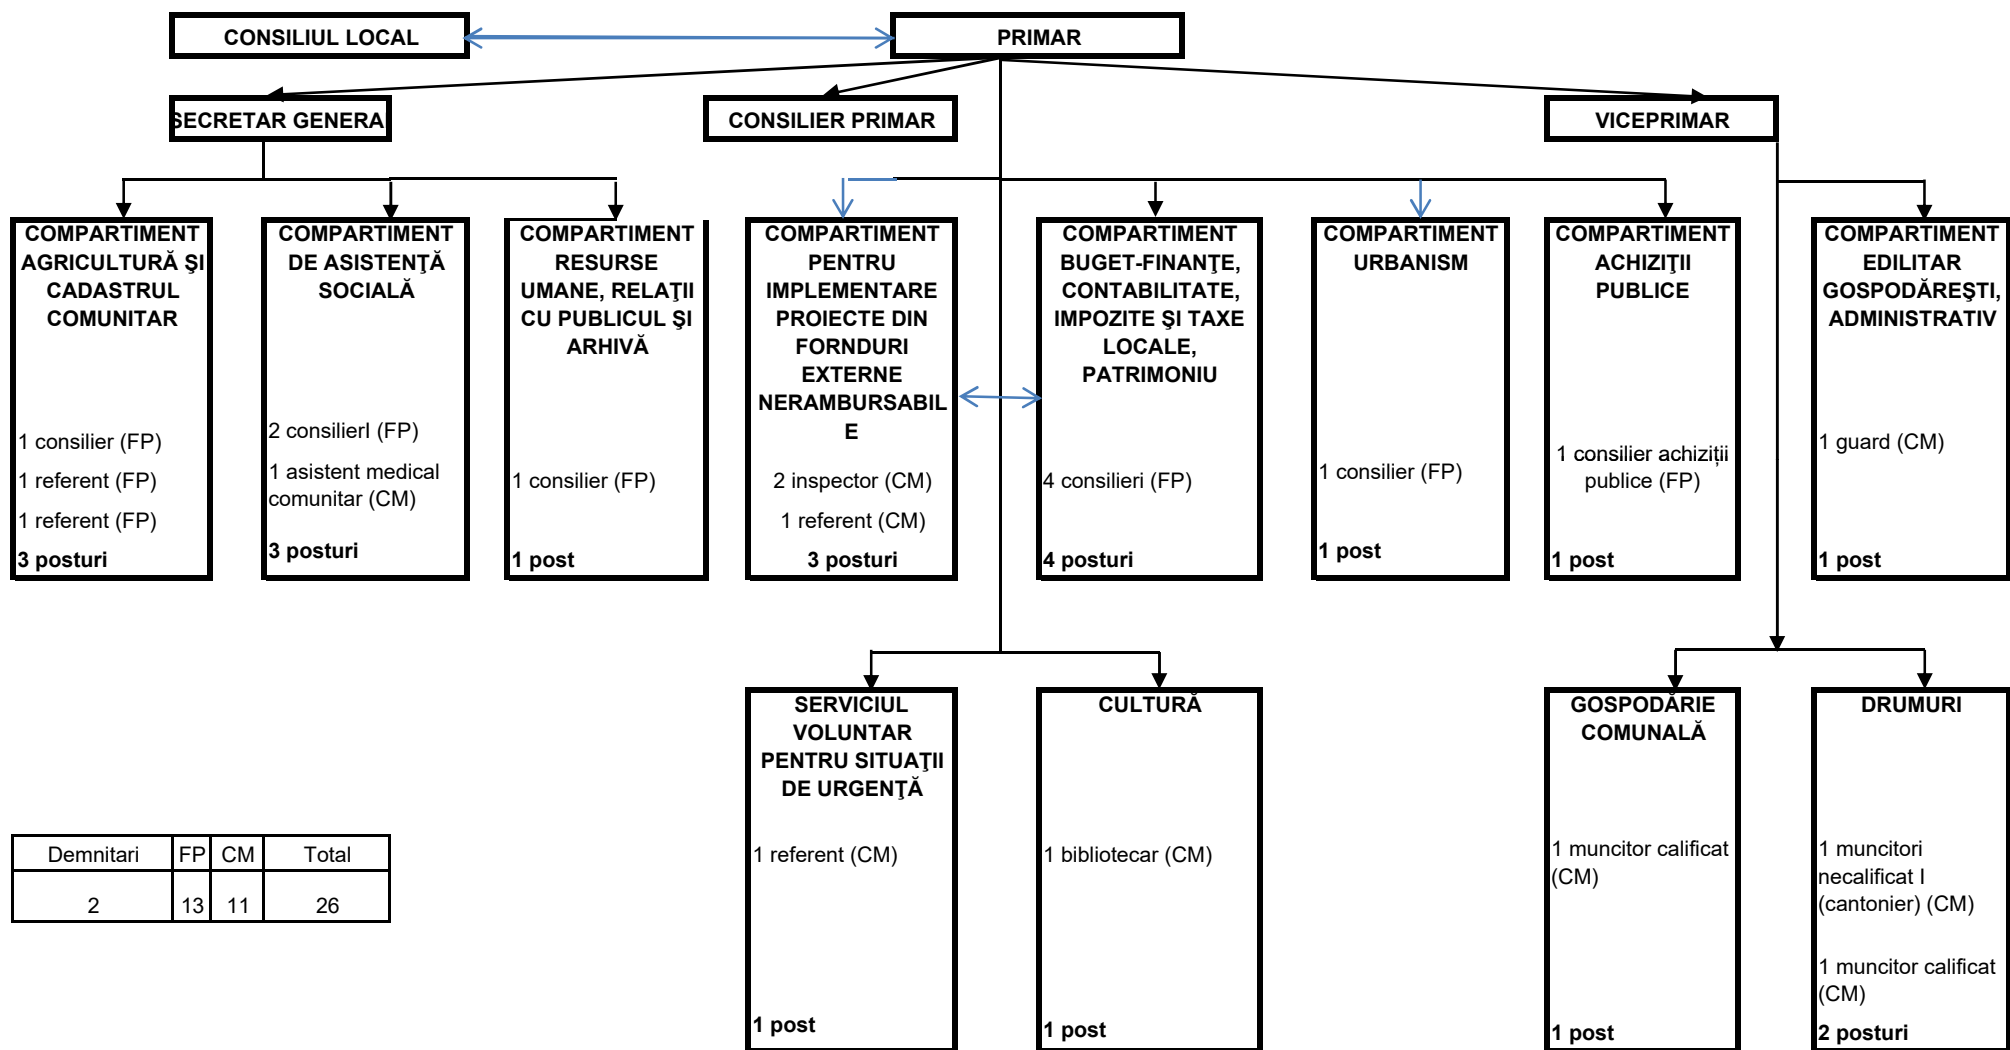 CONSILIUL LOCAL
PRIMAR
SECRETAR GENERA
CONSILIER PRIMAR
VICEPRIMAR
COMPARTIMENT
AGRICULTURĂ ŞI
CADASTRUL
COMUNITAR
1 consilier (FP)
1 referent (FP)
1 referent (FP)
3 posturi
COMPARTIMENT
DE ASISTENŢĂ
SOCIALĂ
2 consilierI (FP)
1 asistent medical
comunitar (CM)
3 posturi
COMPARTIMENT
RESURSE
UMANE, RELAŢII
CU PUBLICUL ŞI
ARHIVĂ
1 consilier (FP)
1 post
COMPARTIMENT
PENTRU
IMPLEMENTARE
PROIECTE DIN
FORNDURI
EXTERNE
NERAMBURSABIL
E
2 inspector (CM)
1 referent (CM)
3 posturi
COMPARTIMENT
BUGET-FINANŢE,
CONTABILITATE,
IMPOZITE ŞI TAXE
LOCALE,
PATRIMONIU
4 consilieri (FP)
4 posturi
COMPARTIMENT
URBANISM
1 consilier (FP)
1 post
COMPARTIMENT
ACHIZIŢII
PUBLICE
1 consilier achiziții
publice (FP)
1 post
COMPARTIMENT
EDILITAR
GOSPODĂREŞTI,
ADMINISTRATIV
1 guard (CM)
1 post
SERVICIUL
VOLUNTAR
PENTRU SITUAŢII
DE URGENŢĂ
1 referent (CM)
1 post
CULTURĂ
1 bibliotecar (CM)
1 post
GOSPODĂRIE
COMUNALĂ
1 muncitor calificat
(CM)
1 post
DRUMURI
1 muncitori
necalificat I
(cantonier) (CM)
1 muncitor calificat
(CM)
2 posturi
Demnitari FP CM Total
2 13 11 26